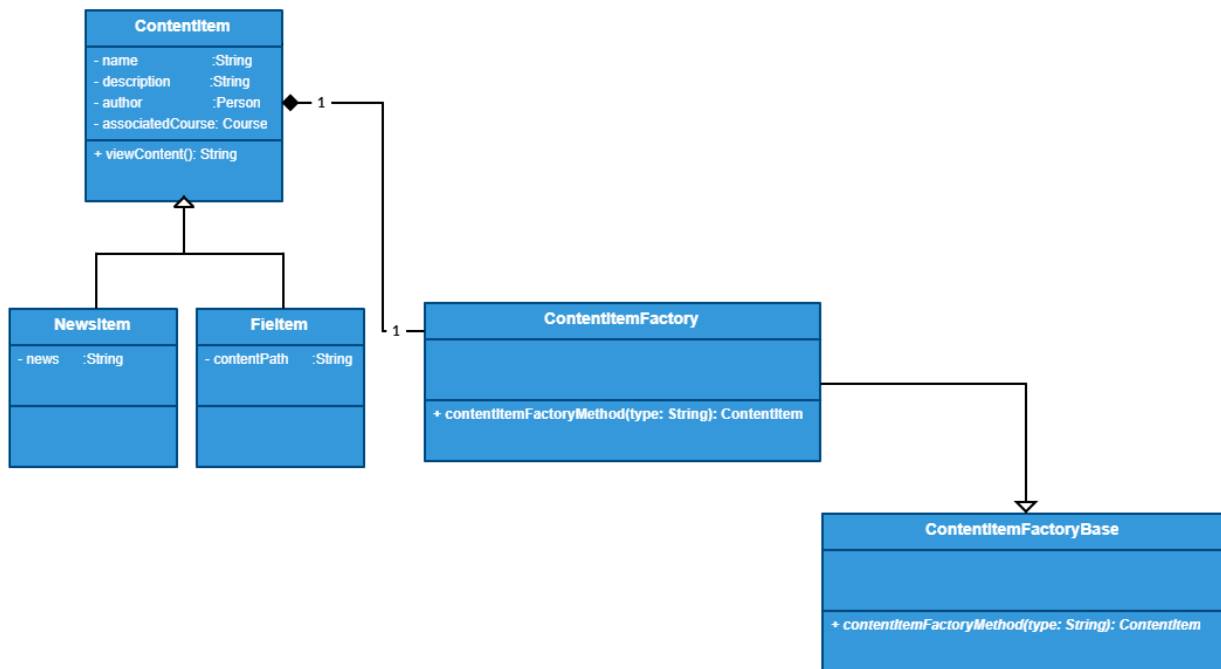 ContentItem
- name :String
- description :String
- author :Person
- associatedCourse: Course
+ viewContent(): String
1
NewsItem
- news :String
FieItem
- contentPath :String
1
ContentItemFactory
+ contentItemFactoryMethod(type: String): ContentItem
ContentItemFactoryBase
+ contentItemFactoryMethod(type: String): ContentItem